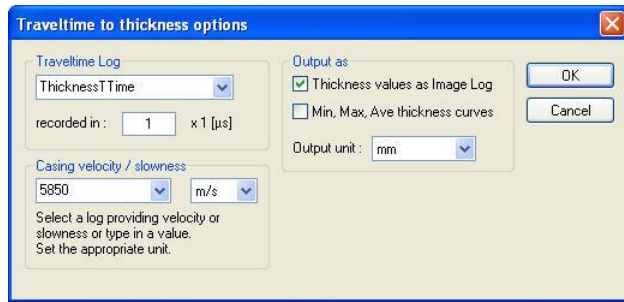 Traveltime to thickness options
Traveltime Log
ThicknessTTime
recorded in : 1 x 1 [µs]
Casing velocity / slowness
5850 m/s
Select a log providing velocity or
slowness or type in a value.
Set the appropriate unit.
Output as
Thickness values as Image Log
Min, Max, Ave thickness curves
Output unit : mm
OK
Cancel